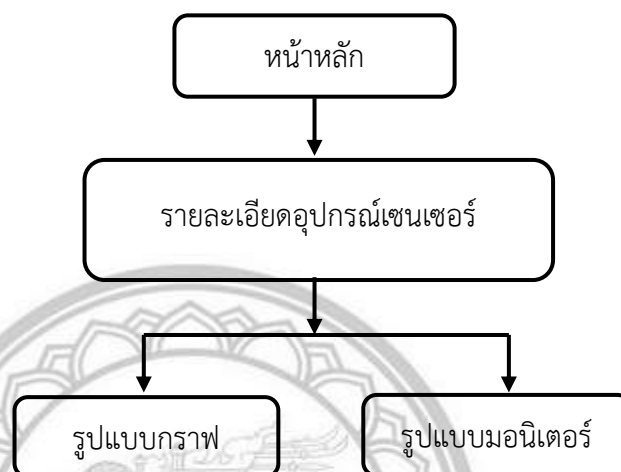 หน้าหลัก
รายละเอียดอุปกรณ์เซนเซอร์
รูปแบบกราฟ
รูปแบบมอนิเตอร์